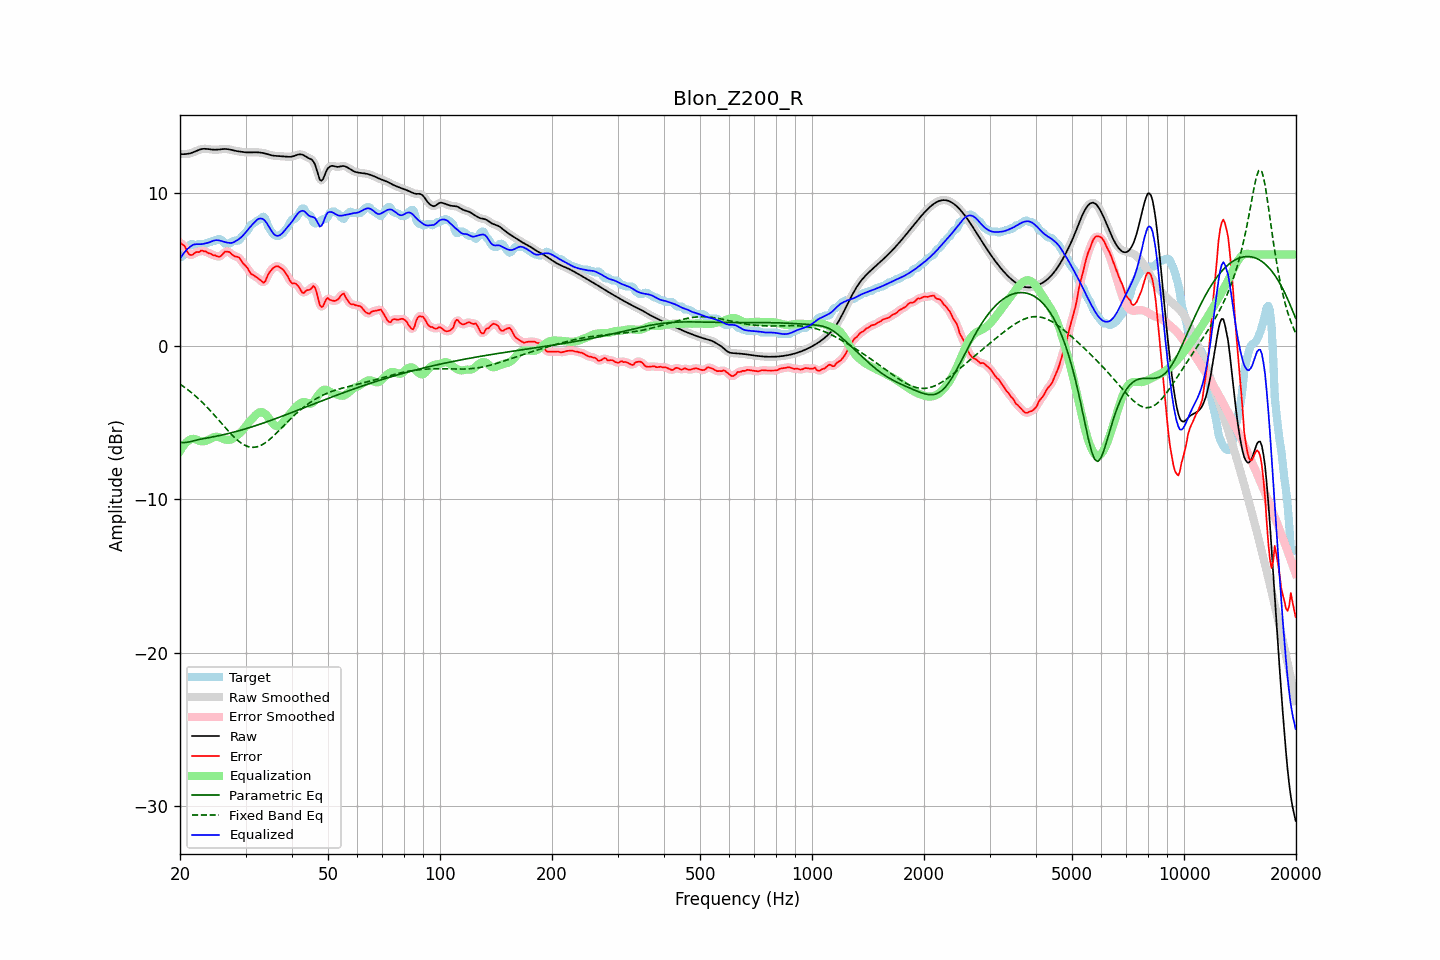 Blon_Z200_R
10
0
−10
−20
−30
Amplitude (dBr)
Target
Raw Smoothed
Error Smoothed
Raw
Error
Equalization
Parametric Eq
Fixed Band Eq
Equalized
20 50 100 200 500 1000 2000 5000 10000 20000
Frequency (Hz)